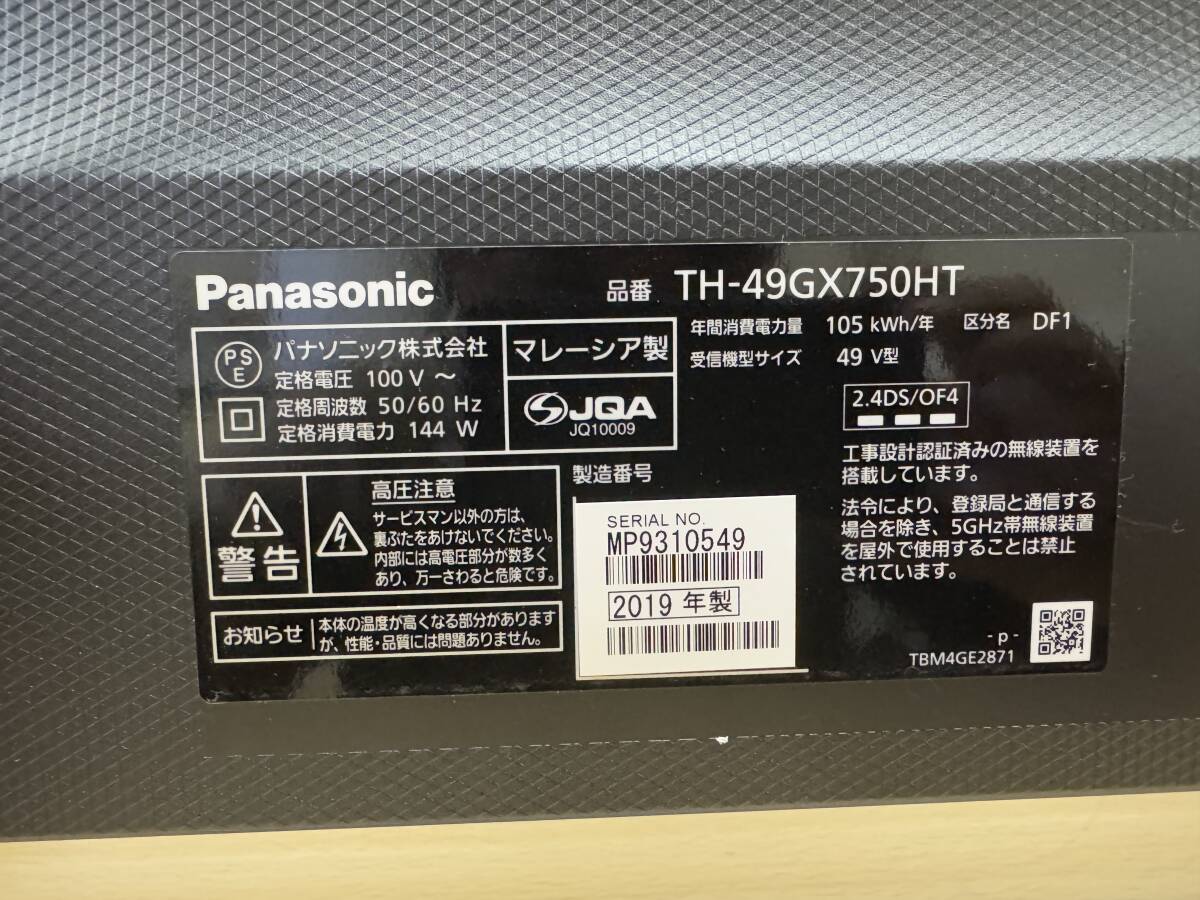 Panasonic
品番 TH-49GX750HT
PSE
パナソニック株式会社
定格電圧 100 V ～
定格周波数 50/60 Hz
定格消費電力 144 W
マレーシア製
JQA
JQ10009
年間消費電力量 105 kWh/年 区分名 DF1
受信機型サイズ 49 V型
2.4DS/OF4
工事設計認証済みの無線装置を
搭載しています。
法令により、登録局と通信する
場合を除き、5GHz帯無線装置
を屋外で使用することは禁止
されています。
警告
高圧注意
サービスマン以外の方は、
裏ぶたをあけないでください。
内部には高電圧部分が数多く
あり、万一さわると危険です。
お知らせ
本体の温度が高くなる部分があります
が、性能・品質には問題ありません。
製造番号
SERIAL NO.
MP9310549
2019 年製
- p -
TBM4GE2871